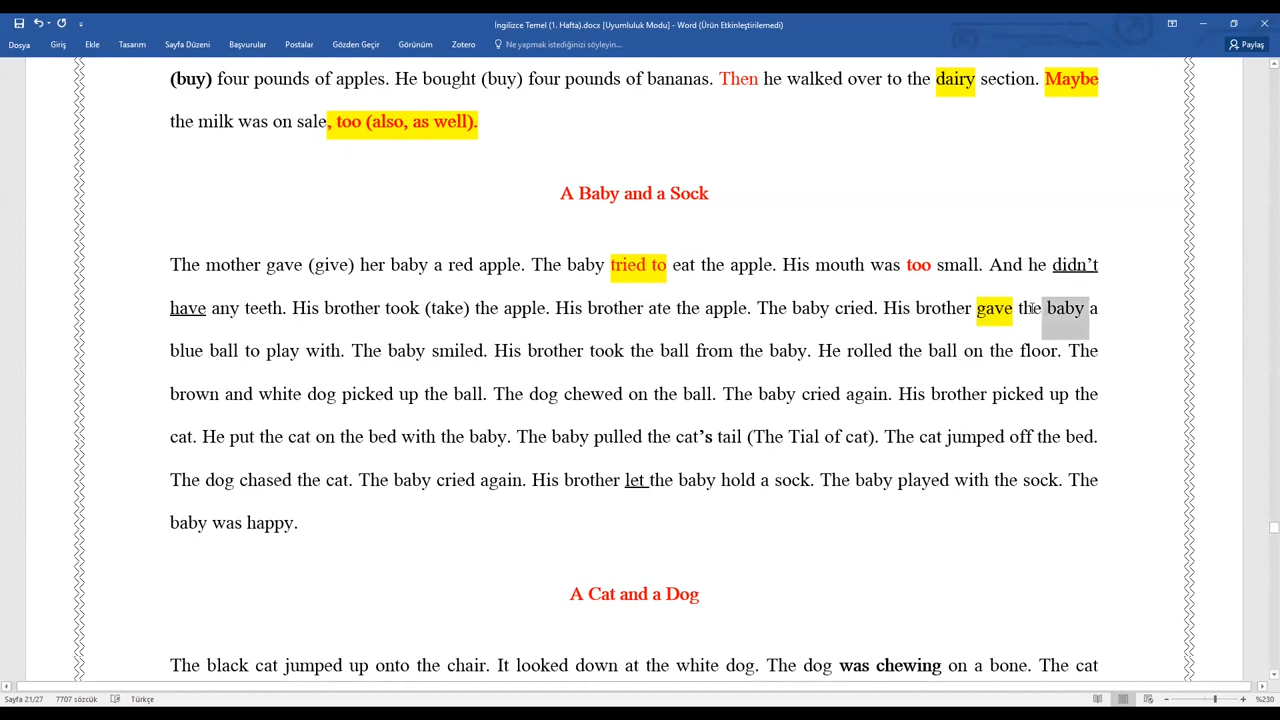 İngilizce Temel (1. Hafta).docx [Uyumluluk Modu] - Word (Ürün Etkinleştirilemedi)
Dosya Giriş Ekle Tasarım Sayfa Düzeni Başvurular Postalar Gözden Geçir Görünüm Zotero Ne yapmak istediğinizi söyleyin... Paylaş
(buy) four pounds of apples. He bought (buy) four pounds of bananas. Then he walked over to the dairy section. Maybe
the milk was on sale, too (also, as well).
A Baby and a Sock
The mother gave (give) her baby a red apple. The baby tried to eat the apple. His mouth was too small. And he didn’t
have any teeth. His brother took (take) the apple. His brother ate the apple. The baby cried. His brother gave the baby a
blue ball to play with. The baby smiled. His brother took the ball from the baby. He rolled the ball on the floor. The
brown and white dog picked up the ball. The dog chewed on the ball. The baby cried again. His brother picked up the
cat. He put the cat on the bed with the baby. The baby pulled the cat’s tail (The Tial of cat). The cat jumped off the bed.
The dog chased the cat. The baby cried again. His brother let the baby hold a sock. The baby played with the sock. The
baby was happy.
A Cat and a Dog
The black cat jumped up onto the chair. It looked down at the white dog. The dog was chewing on a bone. The cat
Sayfa 21/27 7707 sözcük Türkçe %230